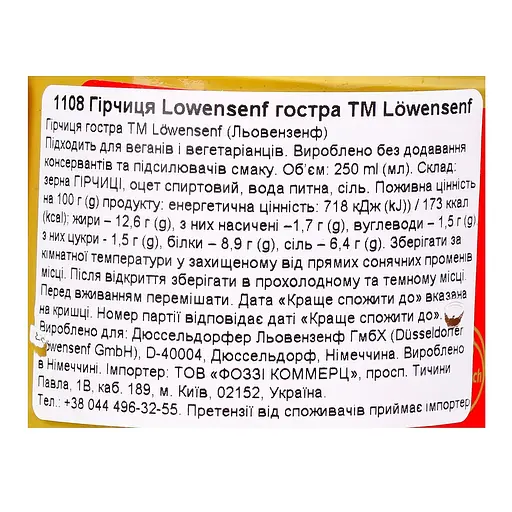 1108 Гірчиця Lowensenf гостра ТМ Löwensenf
Гірчиця гостра ТМ Löwensenf (Льовензенф)
Підходить для веганів і вегетаріанців. Вироблено без додавання
консервантів та підсилювачів смаку. Об'єм: 250 ml (мл). Склад:
зерна ГІРЧИЦІ, оцет спиртовий, вода питна, сіль. Поживна цінність
на 100 г (g) продукту: енергетична цінність: 718 кДж (kJ)) / 173 ккал
(kcal); жири – 12,6 г (g), з них насичені –1,7 г (g), вуглеводи – 1,5 г(g),
з них цукри - 1,5 г(g), білки – 8,9 г(g), сіль – 6,4 г(g). Зберігати за
кімнатної температури у захищеному від прямих сонячних променів
місці. Після відкриття зберігати в прохолодному та темному місці.
Перед вживанням перемішати. Дата «Краще спожити до» вказана
на кришці. Номер партії відповідає даті «Краще спожити до».
Вироблено для: Дюссельдорфер Льовензенф ГмбХ (Düsseldorfer
Löwensenf GmbH), D-40004, Дюссельдорф, Німеччина. Вироблено
в Німеччині. Імпортер: ТОВ «ФОЗЗІ КОММЕРЦ», просп. Тичини
Павла, 1В, каб. 189, м. Київ, 02152, Україна.
Тел.: +38 044 496-32-55. Претензії від споживачів приймає імпортер